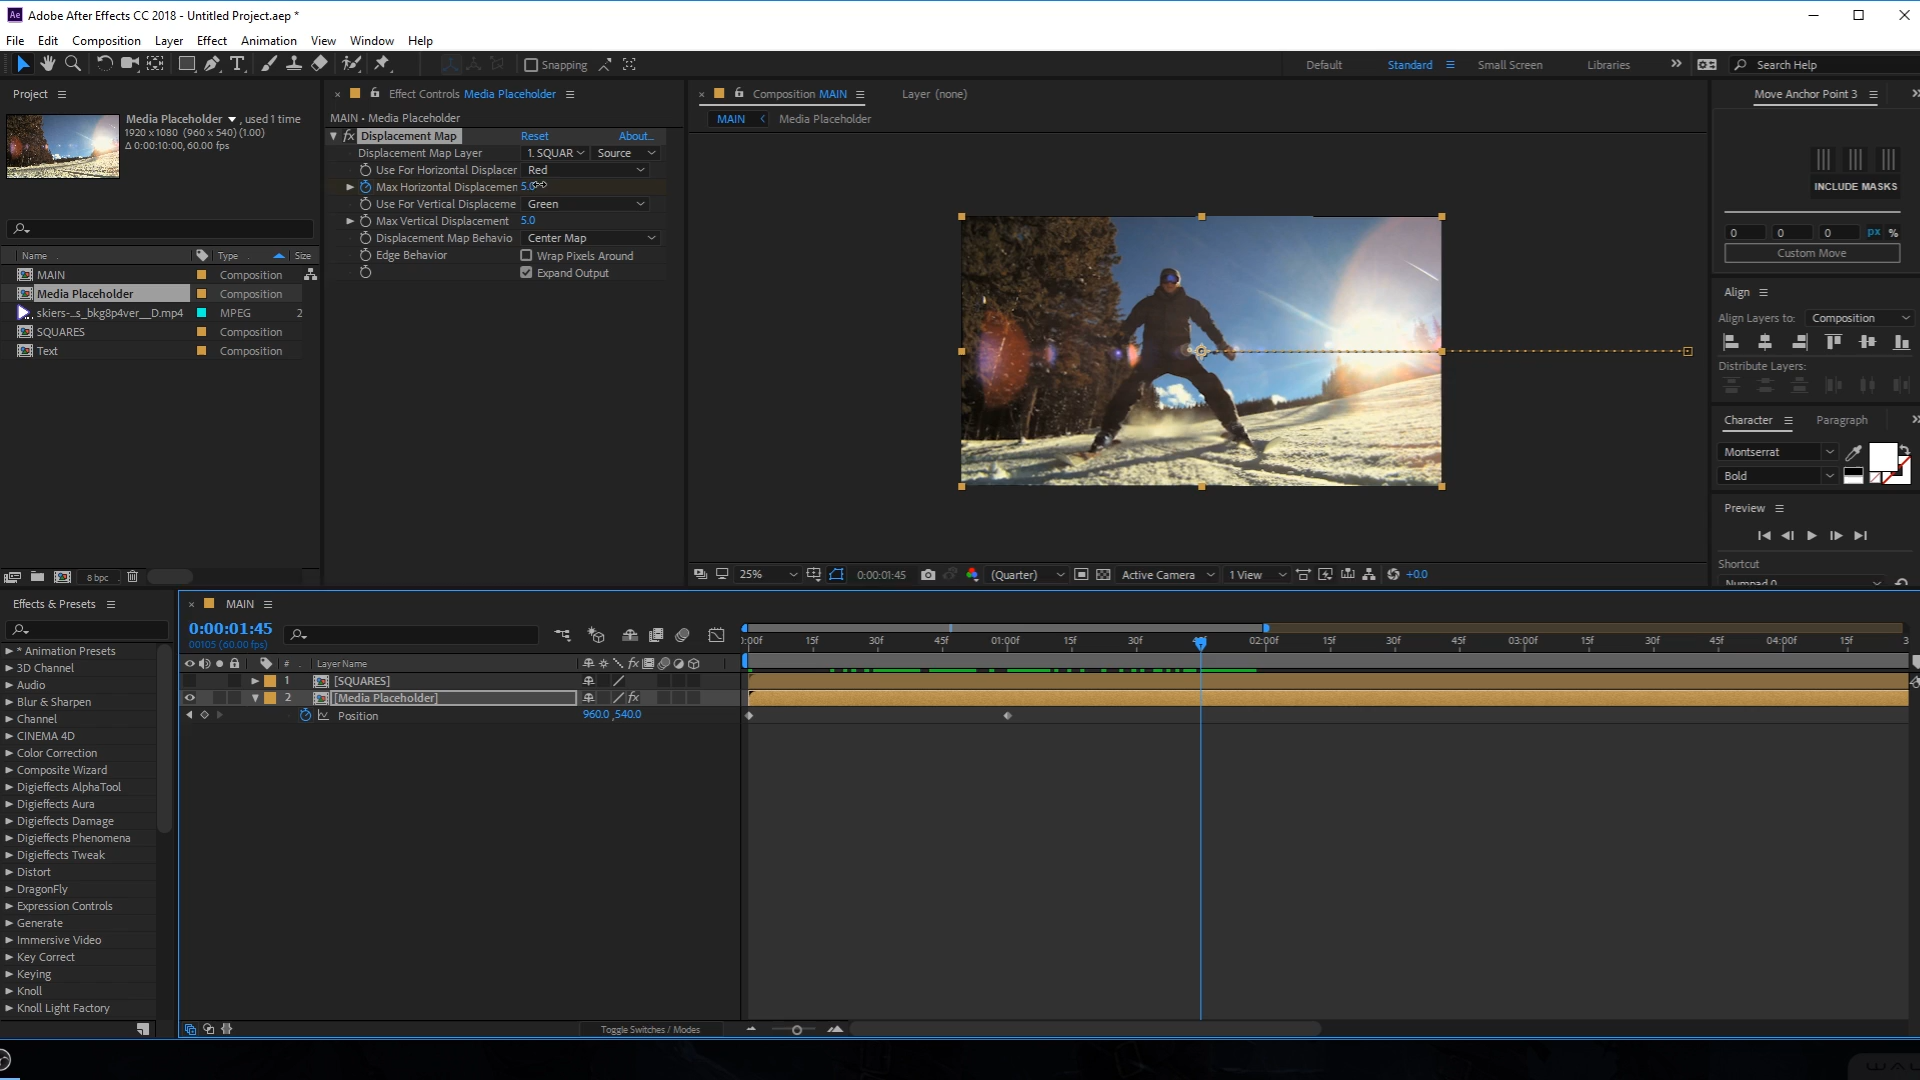 Adobe After Effects CC 2018 - Untitled Project.aep *
File Edit Composition Layer Effect Animation View Window Help
Snapping
Default Standard Small Screen Libraries Search Help
Project
Media Placeholder , used 1 time
1920 x 1080 (960 x 540) (1.00)
Δ 0:00:10:00, 60.00 fps
Name Type Size
MAIN Composition
Media Placeholder Composition
skiers-..s_bkg8p4ver__D.mp4 MPEG 2
SQUARES Composition
Text Composition
8 bpc
Effect Controls Media Placeholder
MAIN • Media Placeholder
fx Displacement Map Reset About...
Displacement Map Layer 1. SQUAR Source
Use For Horizontal Displacer Red
Max Horizontal Displacemen 5.0
Use For Vertical Displaceme Green
Max Vertical Displacement 5.0
Displacement Map Behavio Center Map
Edge Behavior Wrap Pixels Around
Expand Output
Composition MAIN Layer (none)
MAIN Media Placeholder
25% 0:00:01:45 (Quarter) Active Camera 1 View +0.0
Move Anchor Point 3
INCLUDE MASKS
0 0 0 px %
Custom Move
Align
Align Layers to: Composition
Distribute Layers:
Character Paragraph
Montserrat
Bold
Preview
Shortcut
Numpad 0
Effects & Presets
* Animation Presets
3D Channel
Audio
Blur & Sharpen
Channel
CINEMA 4D
Color Correction
Composite Wizard
Digieffects AlphaTool
Digieffects Aura
Digieffects Damage
Digieffects Phenomena
Digieffects Tweak
Distort
DragonFly
Expression Controls
Generate
Immersive Video
Key Correct
Keying
Knoll
Knoll Light Factory
MAIN
0:00:01:45
00105 (60.00 fps)
# Layer Name
1 [SQUARES]
2 [Media Placeholder] fx
Position 960.0 ,540.0
:00f 15f 30f 45f 01:00f 15f 30f 02:00f 15f 30f 45f 03:00f 15f 30f 45f 04:00f 15f 3
Toggle Switches / Modes